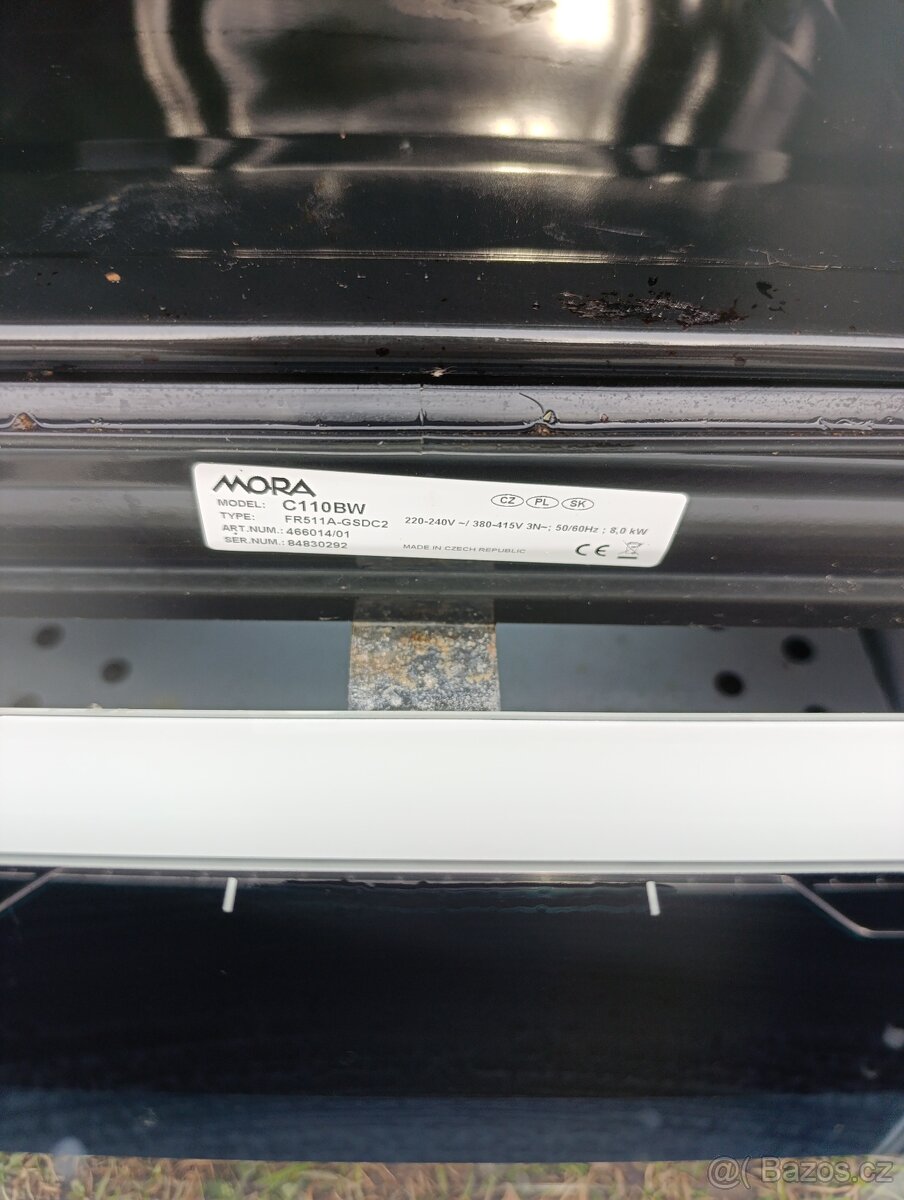 MORA
MODEL: C110BW
TYPE: FR511A-GSDC2
ART.NUM.: 466014/01
SER.NUM.: 84830292
CZ PL SK
220-240V ~/ 380-415V 3N~; 50/60Hz ; 8,0 kW
MADE IN CZECH REPUBLIC
CE
@( Bazoš.cz